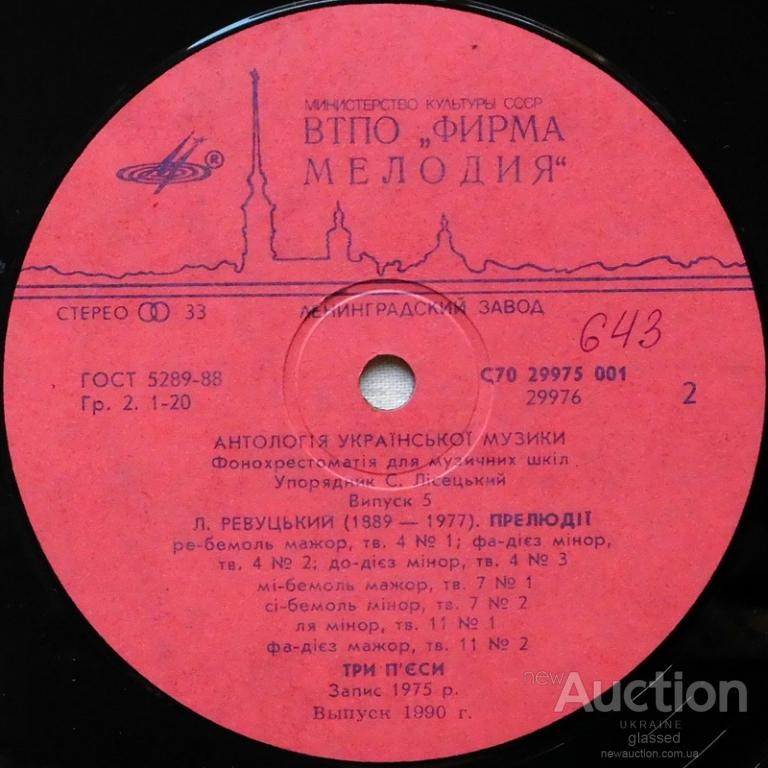 МИНИСТЕРСТВО КУЛЬТУРЫ СССР
ВТПО „ФИРМА
МЕЛОДИЯ“
®
СТЕРЕО 33
ЛЕНИНГРАДСКИЙ ЗАВОД
643
ГОСТ 5289-88
Гр. 2. 1-20
С70 29975 001
29976
2
АНТОЛОГІЯ УКРАЇНСЬКОЇ МУЗИКИ
Фонохрестоматія для музичних шкіл
Упорядник С. Лісецький
Випуск 5
Л. РЕВУЦЬКИЙ (1889 — 1977). ПРЕЛЮДІЇ
ре-бемоль мажор, тв. 4 № 1; фа-дієз мінор,
тв. 4 № 2; до-дієз мінор, тв. 4 № 3
мі-бемоль мажор, тв. 7 № 1
сі-бемоль мінор, тв. 7 № 2
ля мінор, тв. 11 № 1
фа-дієз мажор, тв. 11 № 2
ТРИ П'ЄСИ
Запис 1975 р.
Выпуск 1990 г.
new Auction
UKRAINE
glassed
newauction.com.ua